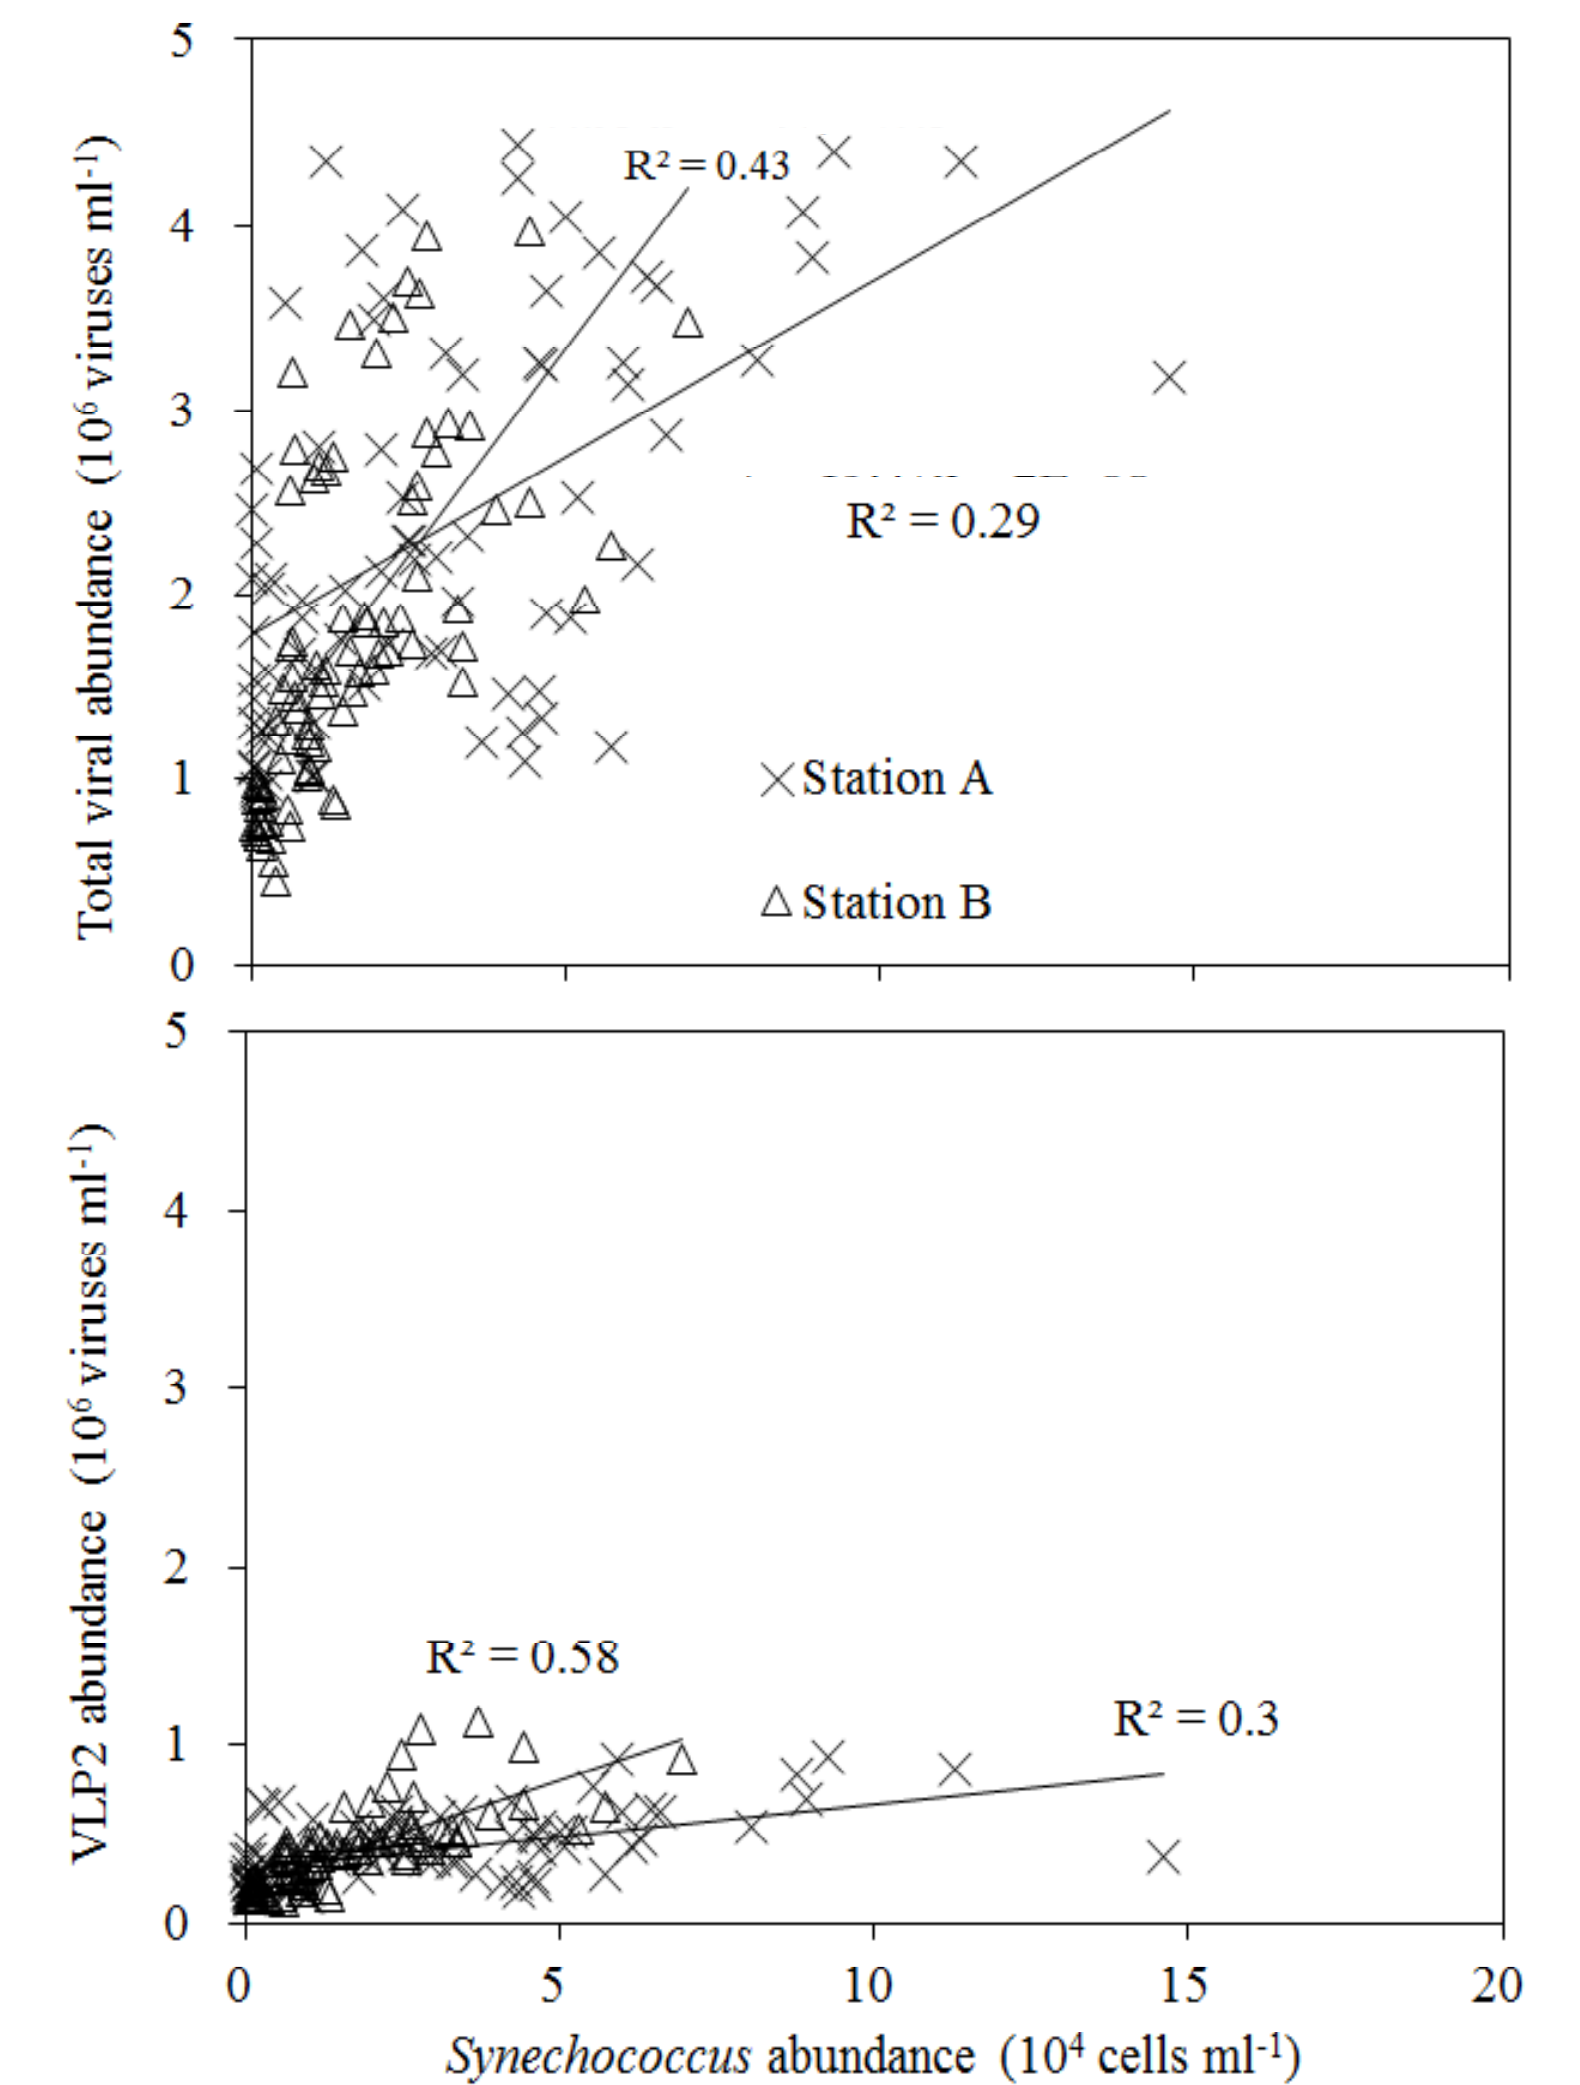 5
4
3
2
1
0
Total viral abundance (10⁶ viruses ml⁻¹)
R² = 0.43
R² = 0.29
Station A
Station B
5
4
3
2
1
0
VLP2 abundance (10⁶ viruses ml⁻¹)
R² = 0.58
R² = 0.3
0 5 10 15 20
Synechococcus abundance (10⁴ cells ml⁻¹)